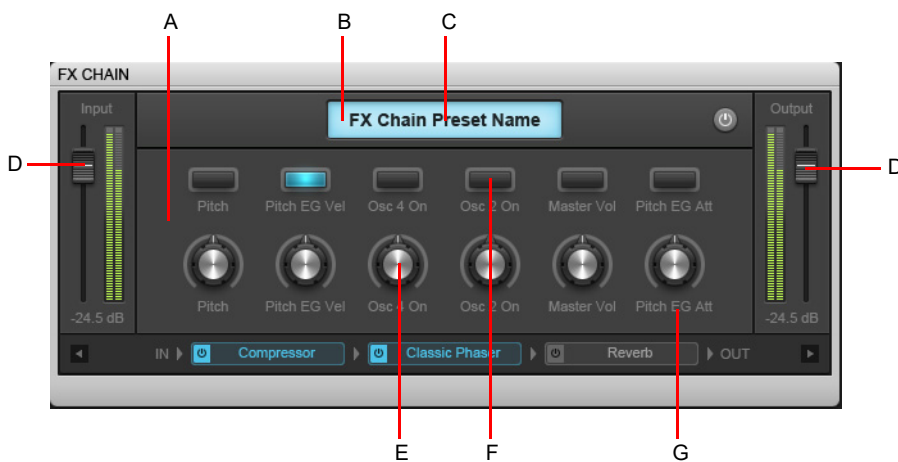 A B C
FX CHAIN
Input FX Chain Preset Name Output
D D
Pitch Pitch EG Vel Osc 4 On Osc 2 On Master Vol Pitch EG Att
Pitch Pitch EG Vel Osc 4 On Osc 2 On Master Vol Pitch EG Att
-24.5 dB -24.5 dB
IN Compressor Classic Phaser Reverb OUT
E F G